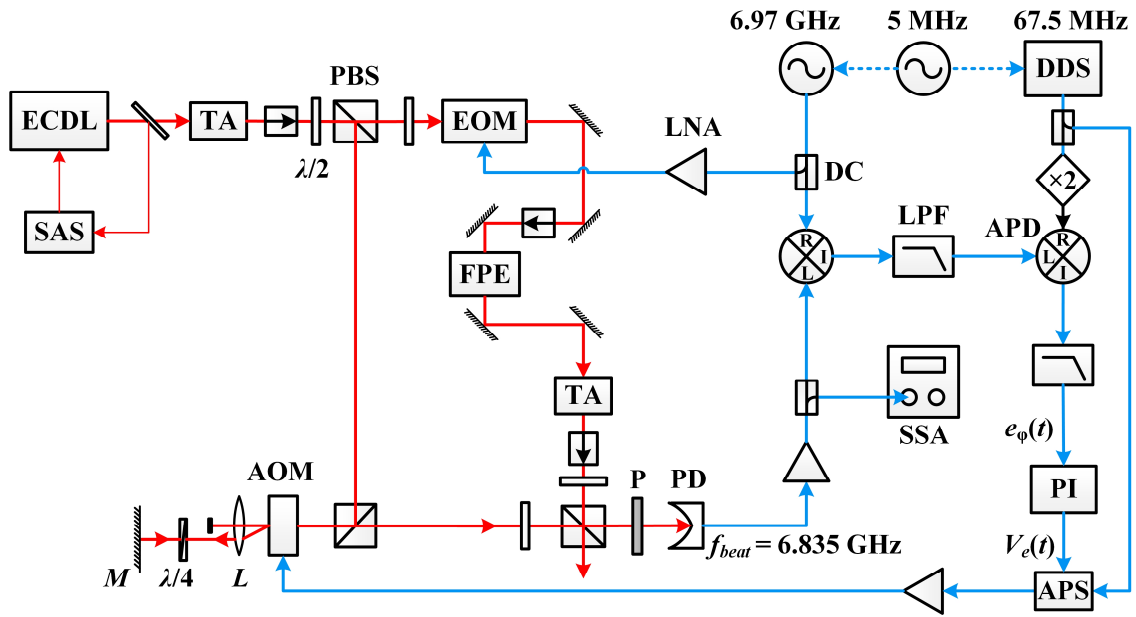 6.97 GHz 5 MHz 67.5 MHz
PBS
DDS
ECDL
TA
EOM
LNA
λ/2
DC
×2
SAS
LPF
APD
R
I
L
R
L
I
FPE
TA
SSA
eφ(t)
AOM
P
PD
PI
fbeat = 6.835 GHz
Ve(t)
M
λ/4
L
APS